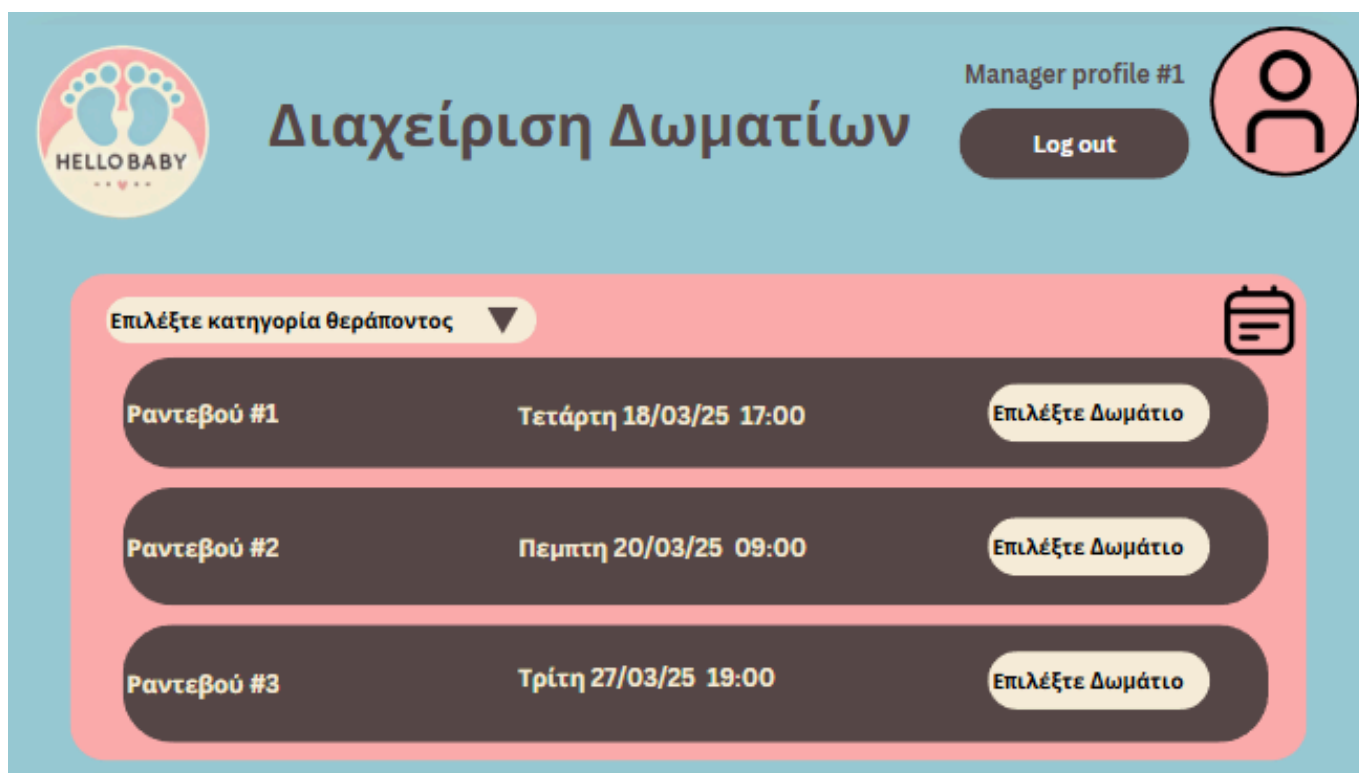 HELLO BABY
Διαχείριση Δωματίων
Manager profile #1
Log out
Επιλέξτε κατηγορία θεράποντος
Ραντεβού #1 Τετάρτη 18/03/25 17:00 Επιλέξτε Δωμάτιο
Ραντεβού #2 Πεμπτη 20/03/25 09:00 Επιλέξτε Δωμάτιο
Ραντεβού #3 Τρίτη 27/03/25 19:00 Επιλέξτε Δωμάτιο